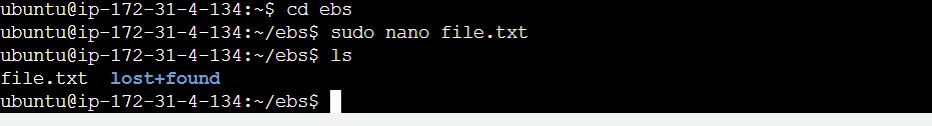 ubuntu@ip-172-31-4-134:~$ cd ebs
ubuntu@ip-172-31-4-134:~/ebs$ sudo nano file.txt
ubuntu@ip-172-31-4-134:~/ebs$ ls
file.txt  lost+found
ubuntu@ip-172-31-4-134:~/ebs$